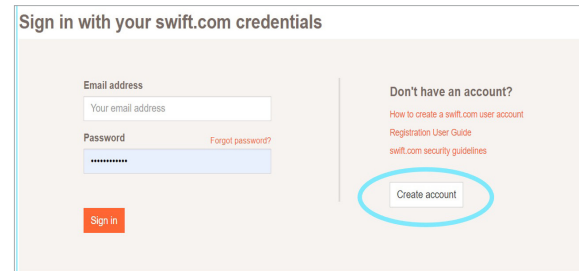 Sign in with your swift.com credentials
Email address
Your email address
Password Forgot password?
••••••••••••
Sign in
Don't have an account?
How to create a swift.com user account
Registration User Guide
swift.com security guidelines
Create account